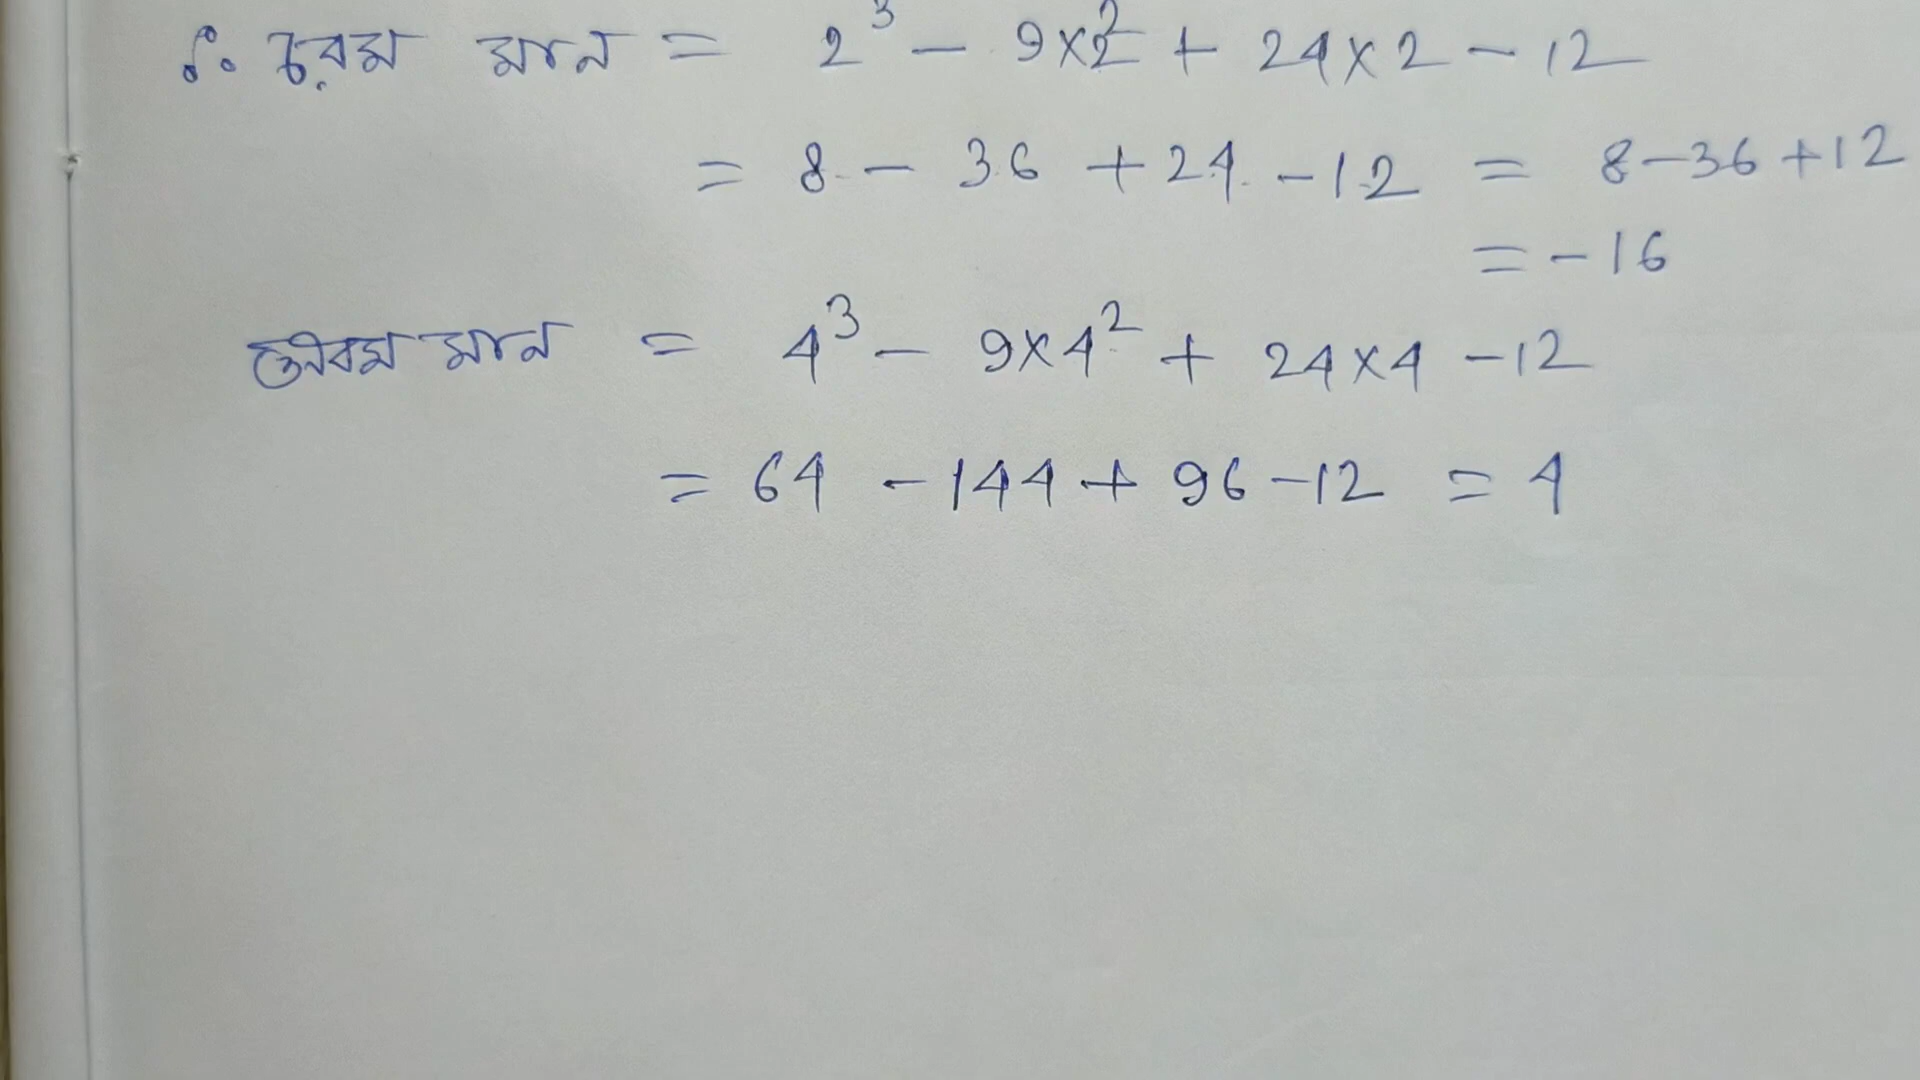 ∴ চরম মান = 2³ - 9×2² + 24×2 - 12
= 8 - 36 + 24 - 12 = 8-36+12
= -16
অবম মান = 4³ - 9×4² + 24×4 - 12
= 64 - 144 + 96 - 12 = 4